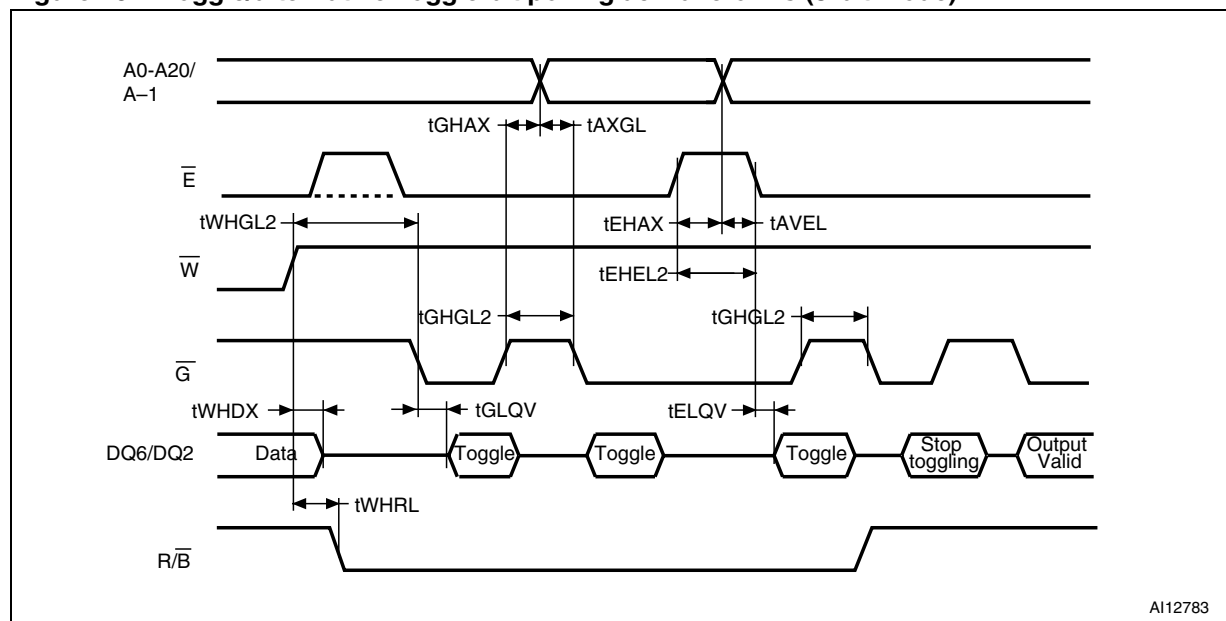 A0-A20/
A–1
tGHAX
tAXGL
E
tWHGL2
tEHAX
tAVEL
W
tEHEL2
tGHGL2
tGHGL2
G
tWHDX
tGLQV
tELQV
DQ6/DQ2
Data
Toggle
Toggle
Toggle
Stop
toggling
Output
Valid
tWHRL
R/B
AI12783